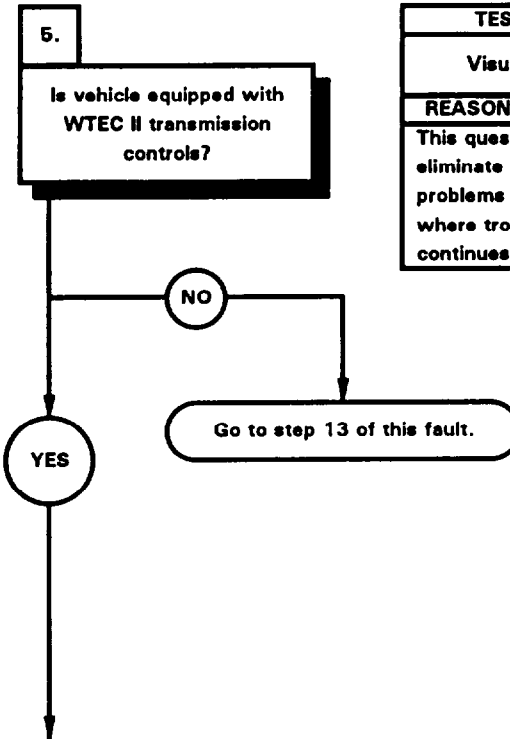 5.
Is vehicle equipped with
WTEC II transmission
controls?
NO
Go to step 13 of this fault.
YES
TES
Visu
REASON
This ques
eliminate
problems
where tro
continues